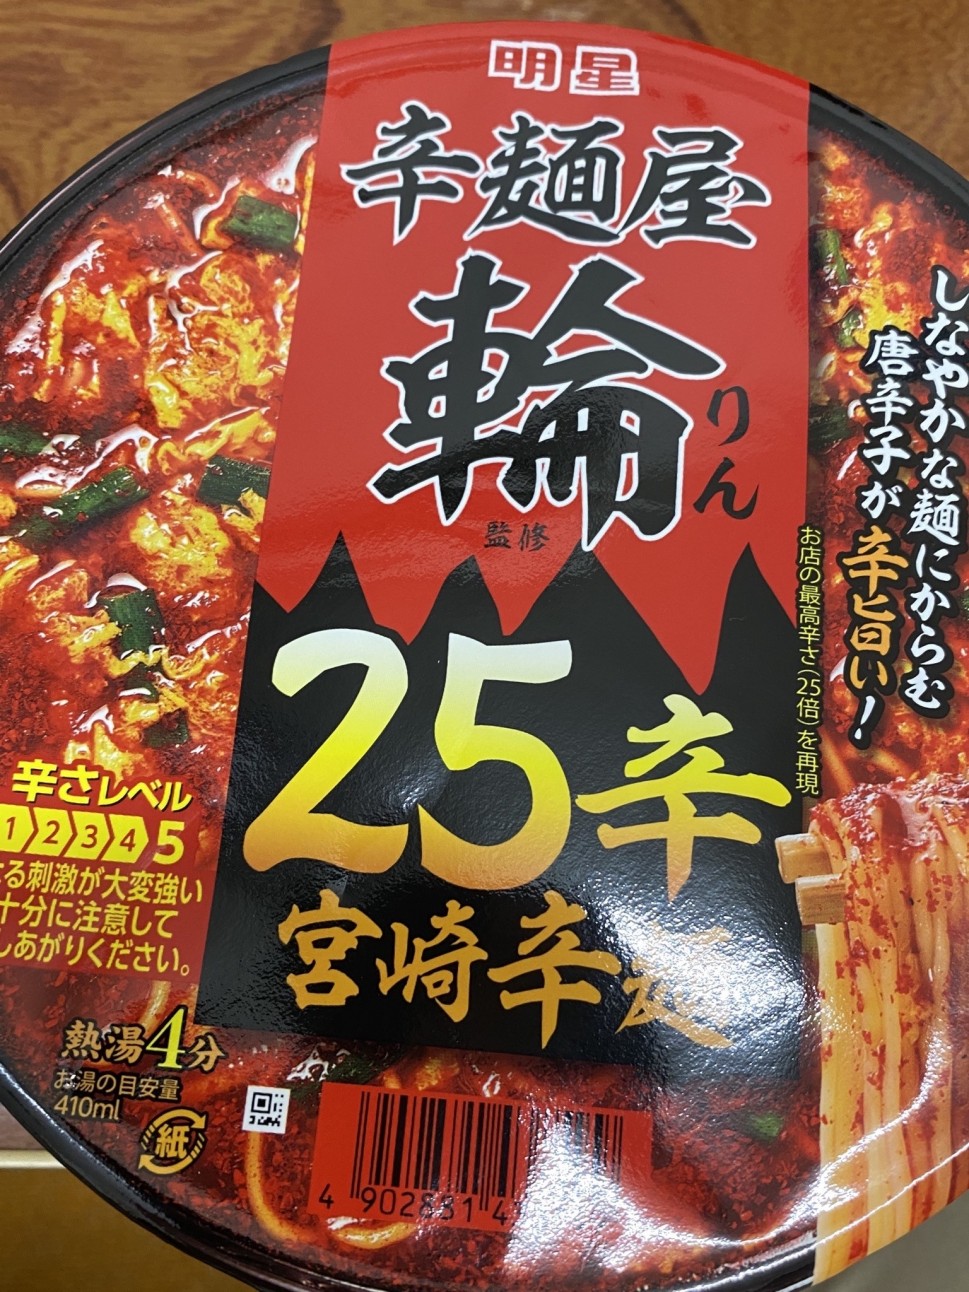 明星
辛麺屋
輪
りん
監修
しなやかな麺にからむ
唐辛子が辛旨い!
お店の最高辛さ(25倍)を再現
25辛
宮崎辛麺
辛さレベル
1 2 3 4 5
る刺激が大変強い
十分に注意して
しあがりください。
熱湯4分
お湯の目安量
410ml
紙
4 902881 4